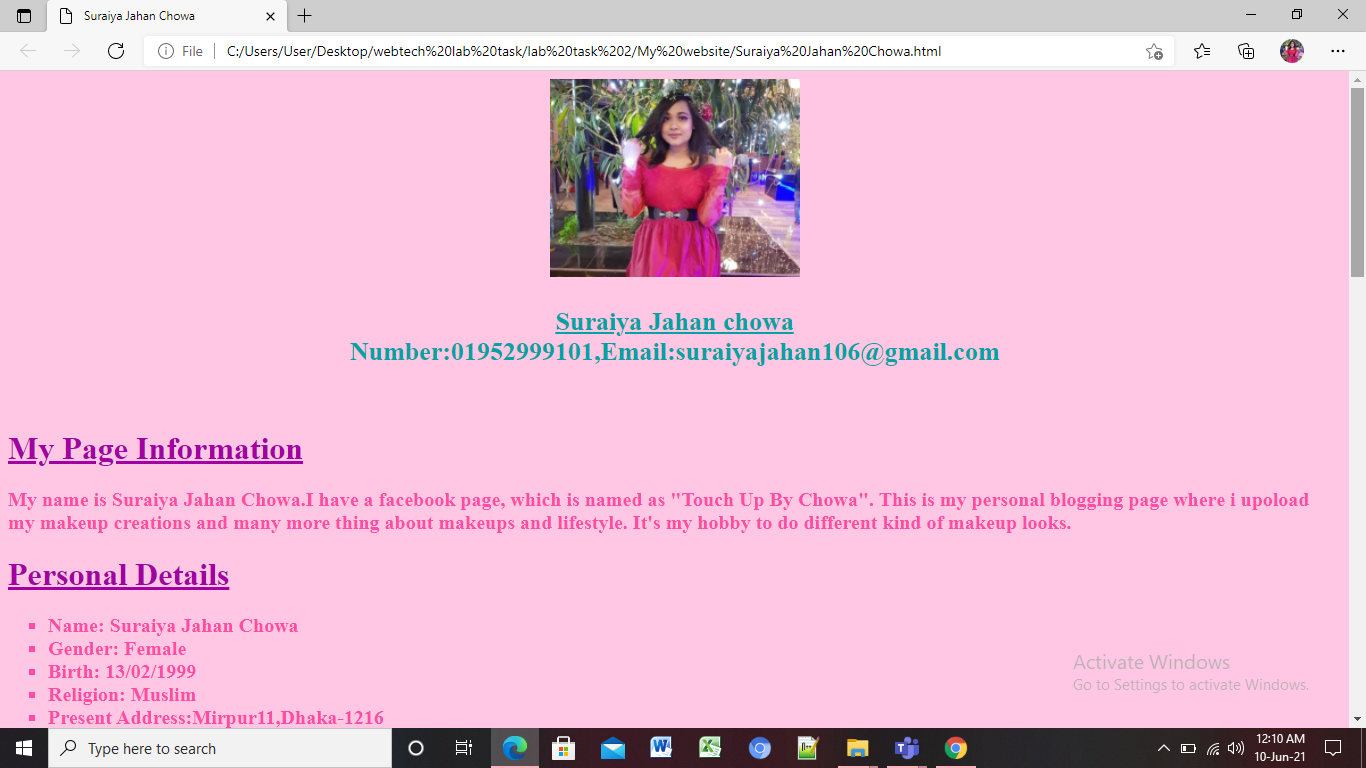 Suraiya Jahan Chowa
File
C:/Users/User/Desktop/webtech%20lab%20task/lab%20task%202/My%20website/Suraiya%20Jahan%20Chowa.html
Suraiya Jahan chowa
Number:01952999101,Email:suraiyajahan106@gmail.com
My Page Information
My name is Suraiya Jahan Chowa.I have a facebook page, which is named as "Touch Up By Chowa". This is my personal blogging page where i upoload
my makeup creations and many more thing about makeups and lifestyle. It's my hobby to do different kind of makeup looks.
Personal Details
Name: Suraiya Jahan Chowa
Gender: Female
Birth: 13/02/1999
Religion: Muslim
Present Address:Mirpur11,Dhaka-1216
Activate Windows
Go to Settings to activate Windows.
Type here to search
12:10 AM
10-Jun-21